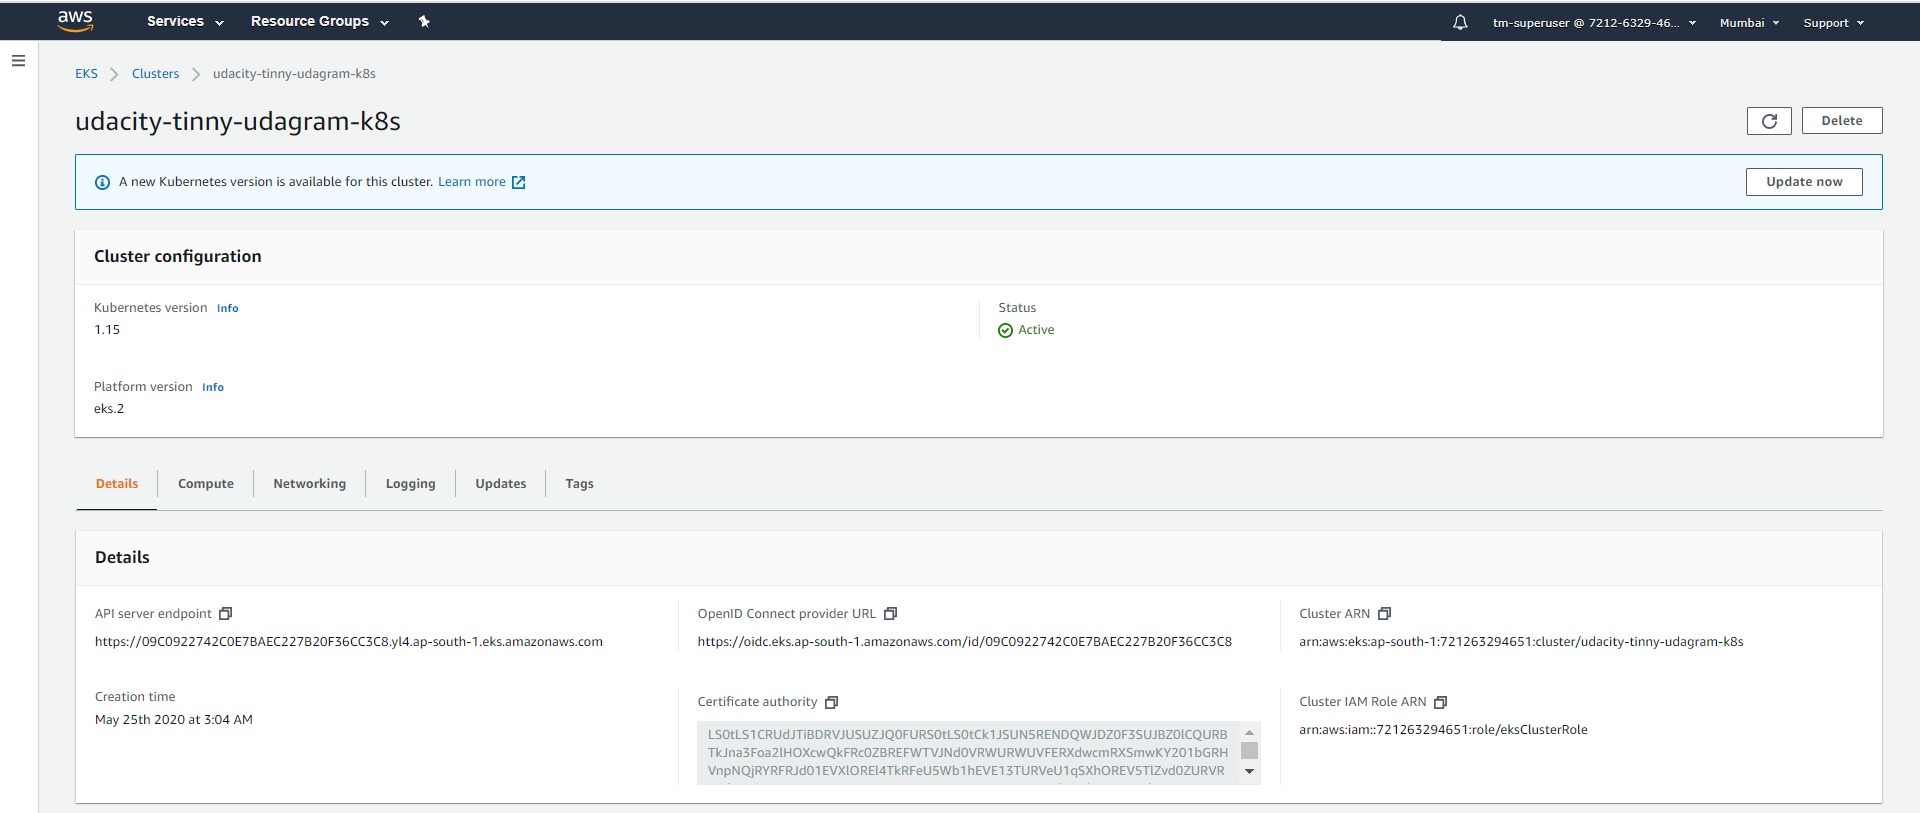 aws Services Resource Groups tm-superuser @ 7212-6329-46... Mumbai Support
EKS Clusters udacity-tinny-udagram-k8s
udacity-tinny-udagram-k8s
Delete
A new Kubernetes version is available for this cluster. Learn more Update now
Cluster configuration
Kubernetes version Info
1.15
Status
Active
Platform version Info
eks.2
Details Compute Networking Logging Updates Tags
Details
API server endpoint
https://09C0922742C0E7BAEC227B20F36CC3C8.yl4.ap-south-1.eks.amazonaws.com
OpenID Connect provider URL
https://oidc.eks.ap-south-1.amazonaws.com/id/09C0922742C0E7BAEC227B20F36CC3C8
Cluster ARN
arn:aws:eks:ap-south-1:721263294651:cluster/udacity-tinny-udagram-k8s
Creation time
May 25th 2020 at 3:04 AM
Certificate authority
LS0tLS1CRUdJTiBDRVJUSUZJQ0FURS0tLS0tCk1JSUN5RENDQWJDZ0F3SUJBZ0lCQURB
TkJna3Foa2lHOXcwQkFRc0ZBREFWTVJNd0VRWURWUVFERXdwcmRXSmwKY201bGRH
VnpNQjRYRFRJd01EVXlOREl4TkRFeU5Wb1hEVE13TURVeU1qSXhOREV5TlZvd0ZURVR
Cluster IAM Role ARN
arn:aws:iam::721263294651:role/eksClusterRole